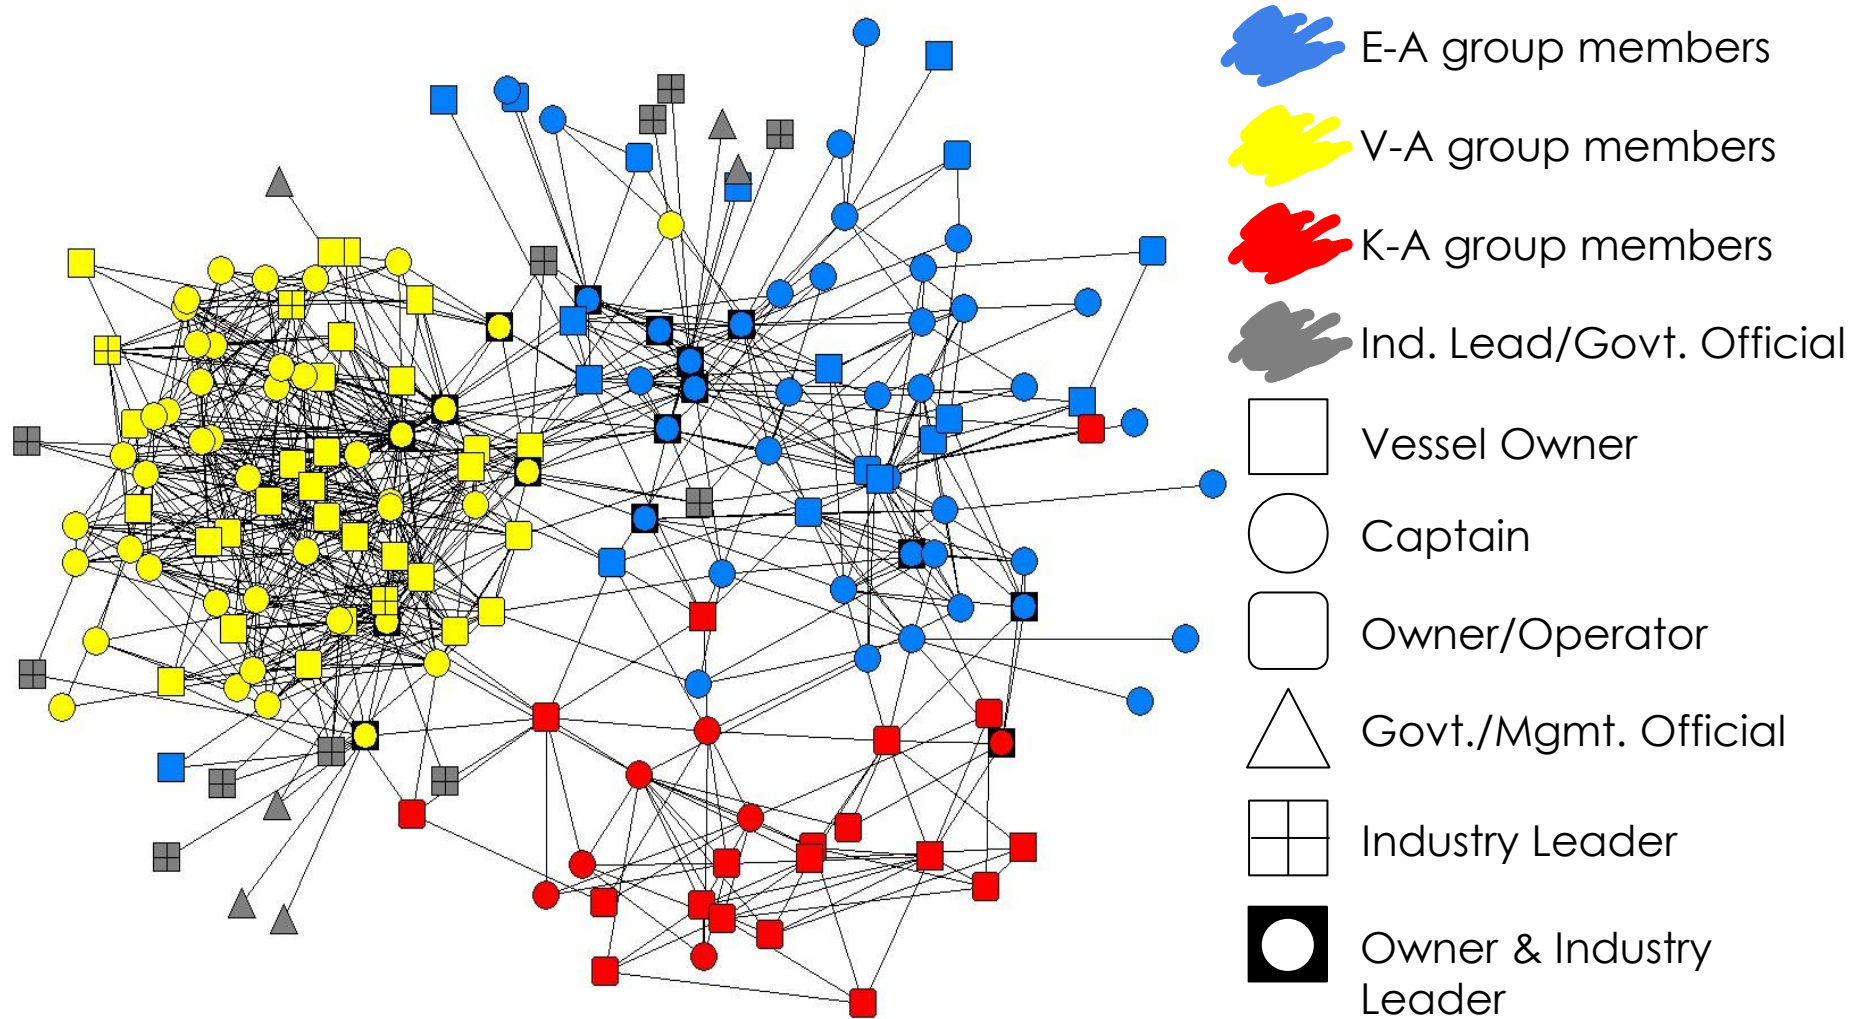 E-A group members
V-A group members
K-A group members
Ind. Lead/Govt. Official
Vessel Owner
Captain
Owner/Operator
Govt./Mgmt. Official
Industry Leader
Owner & Industry
Leader